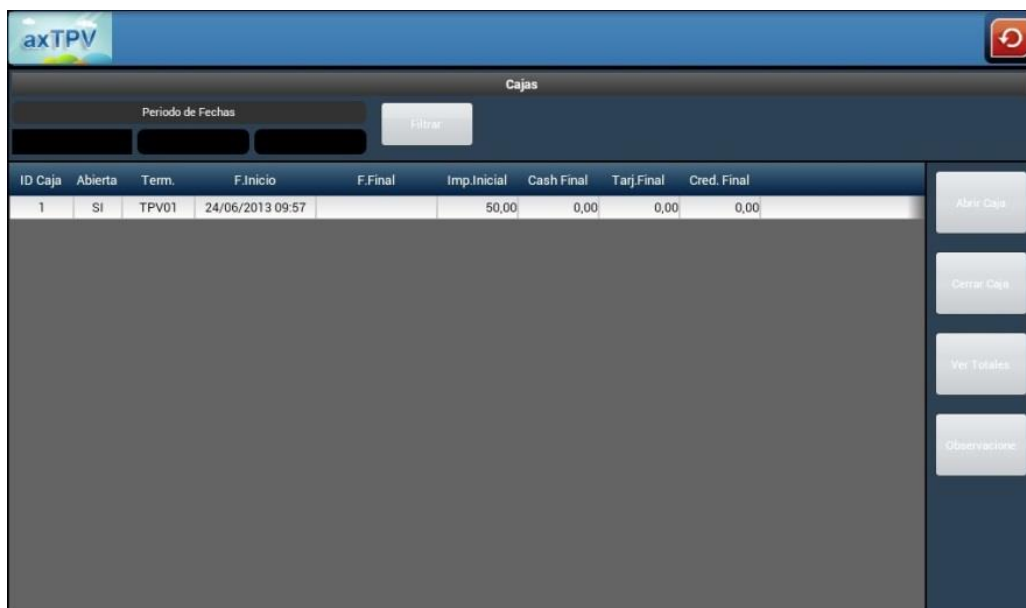 axTPV
Cajas
Periodo de Fechas
Filtrar
ID Caja Abierta Term. F.Inicio F.Final Imp.Inicial Cash Final Tarj.Final Cred. Final
1 SI TPV01 24/06/2013 09:57 50,00 0,00 0,00 0,00
Abrir Caja
Cerrar Caja
Ver Totales
Observacione